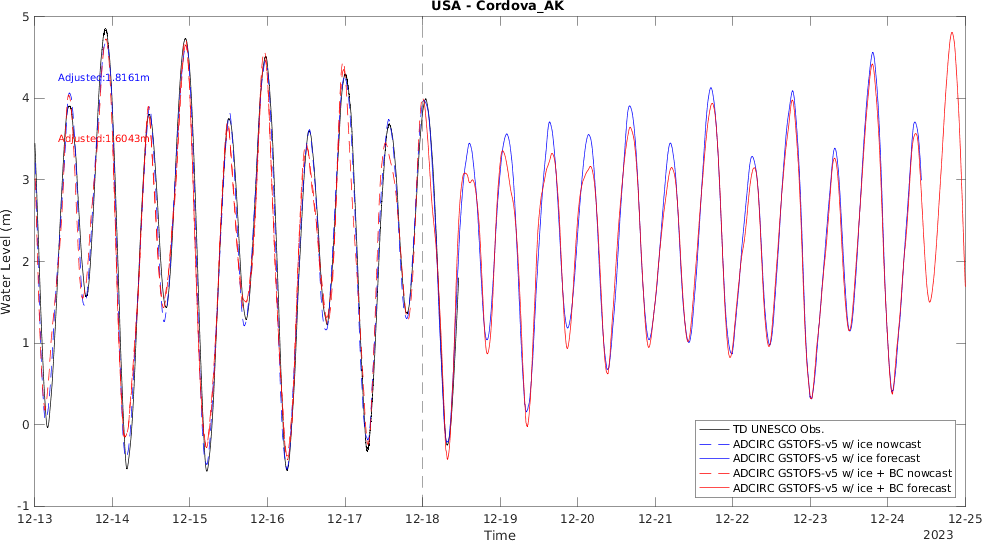 USA - Cordova_AK
5
4
3
2
1
0
-1
Water Level (m)
Adjusted:1.8161m
Adjusted:1.6043m
TD UNESCO Obs.
ADCIRC GSTOFS-v5 w/ ice nowcast
ADCIRC GSTOFS-v5 w/ ice forecast
ADCIRC GSTOFS-v5 w/ ice + BC nowcast
ADCIRC GSTOFS-v5 w/ ice + BC forecast
12-13 12-14 12-15 12-16 12-17 12-18 12-19 12-20 12-21 12-22 12-23 12-24 12-25
Time
2023